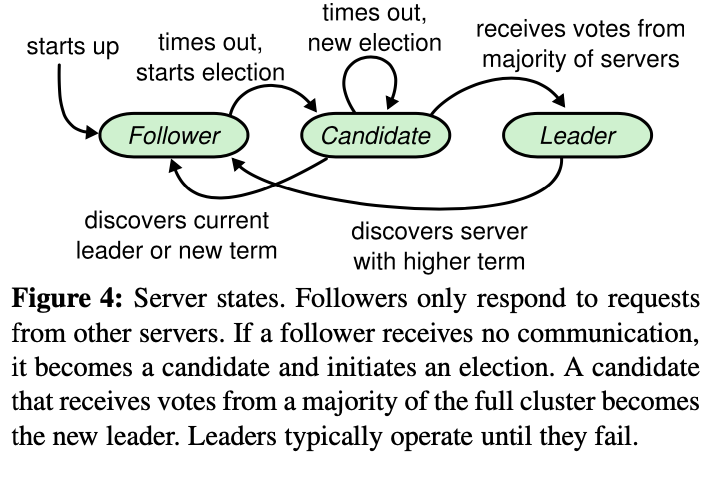 starts up
times out,
starts election
times out,
new election
receives votes from
majority of servers
Follower
Candidate
Leader
discovers current
leader or new term
discovers server
with higher term
Figure 4: Server states. Followers only respond to requests
from other servers. If a follower receives no communication,
it becomes a candidate and initiates an election. A candidate
that receives votes from a majority of the full cluster becomes
the new leader. Leaders typically operate until they fail.